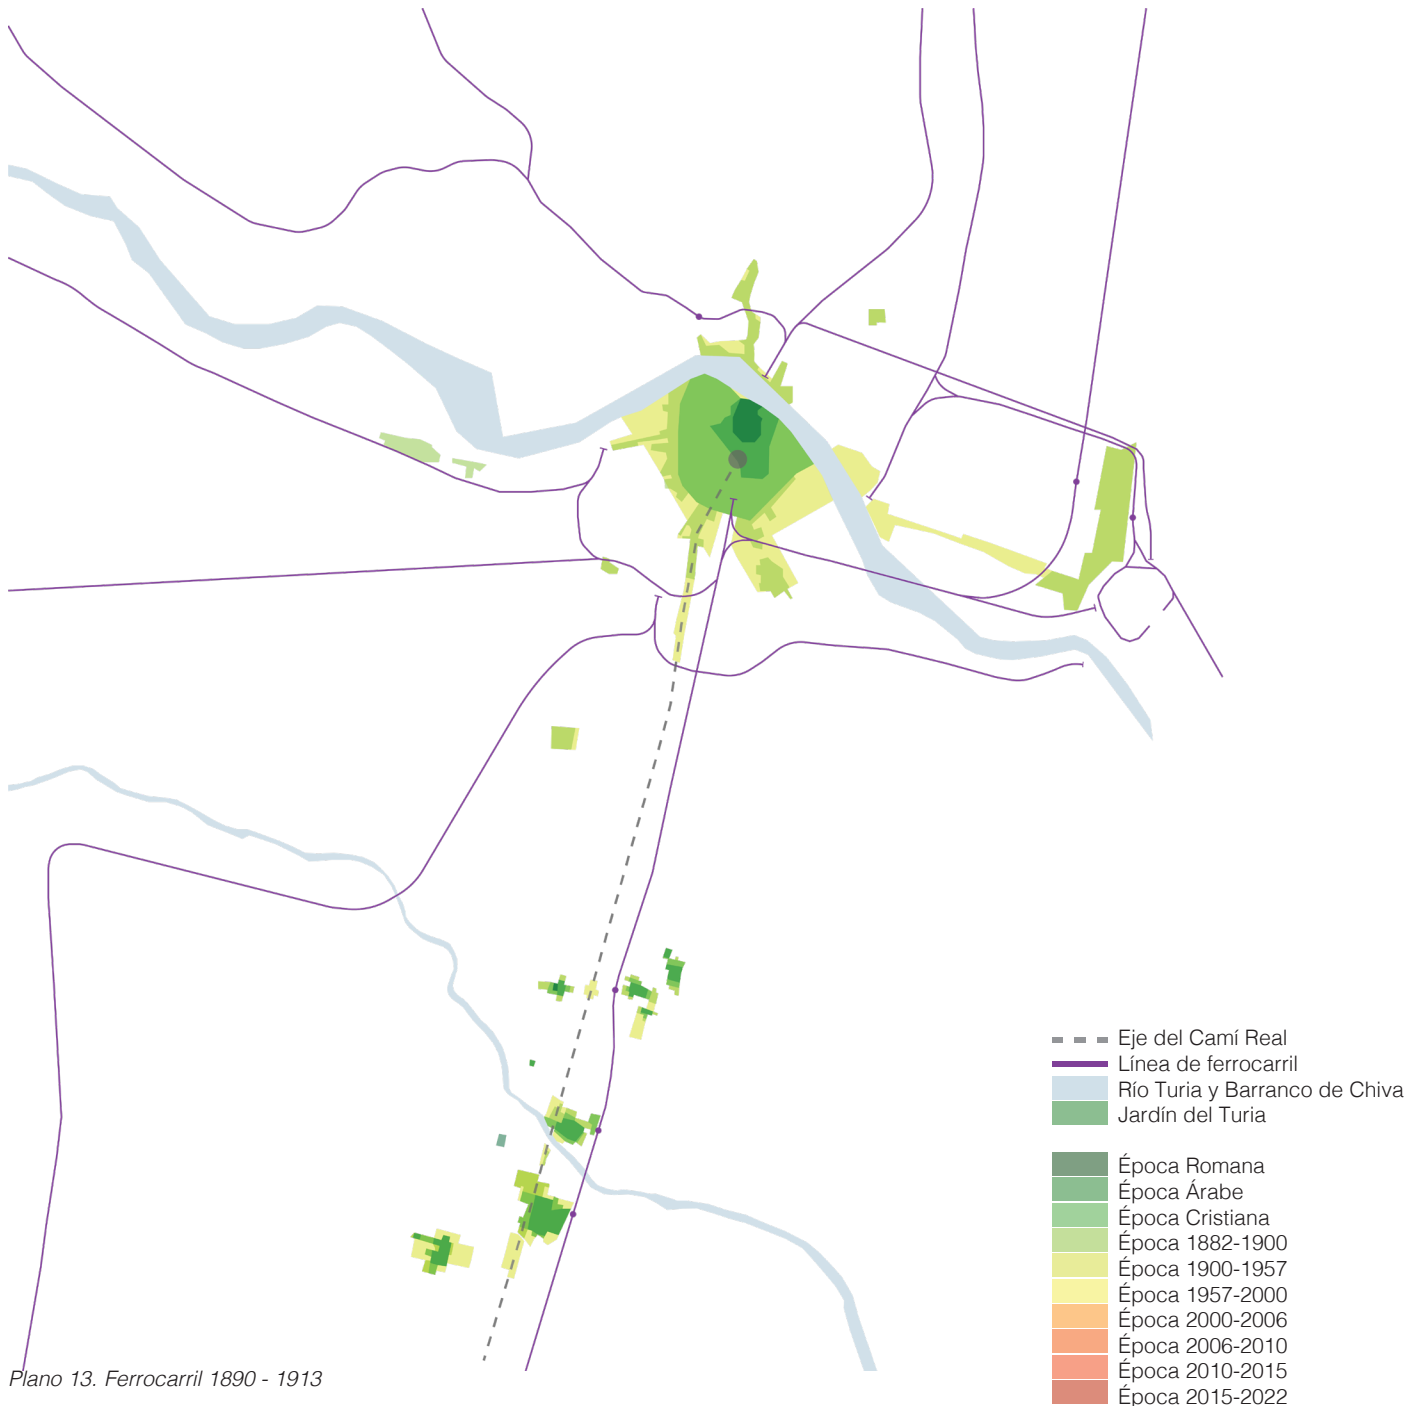 Eje del Camí Real
Línea de ferrocarril
Río Turia y Barranco de Chiva
Jardín del Turia
Época Romana
Época Árabe
Época Cristiana
Época 1882-1900
Época 1900-1957
Época 1957-2000
Época 2000-2006
Época 2006-2010
Época 2010-2015
Época 2015-2022
Plano 13. Ferrocarril 1890 - 1913